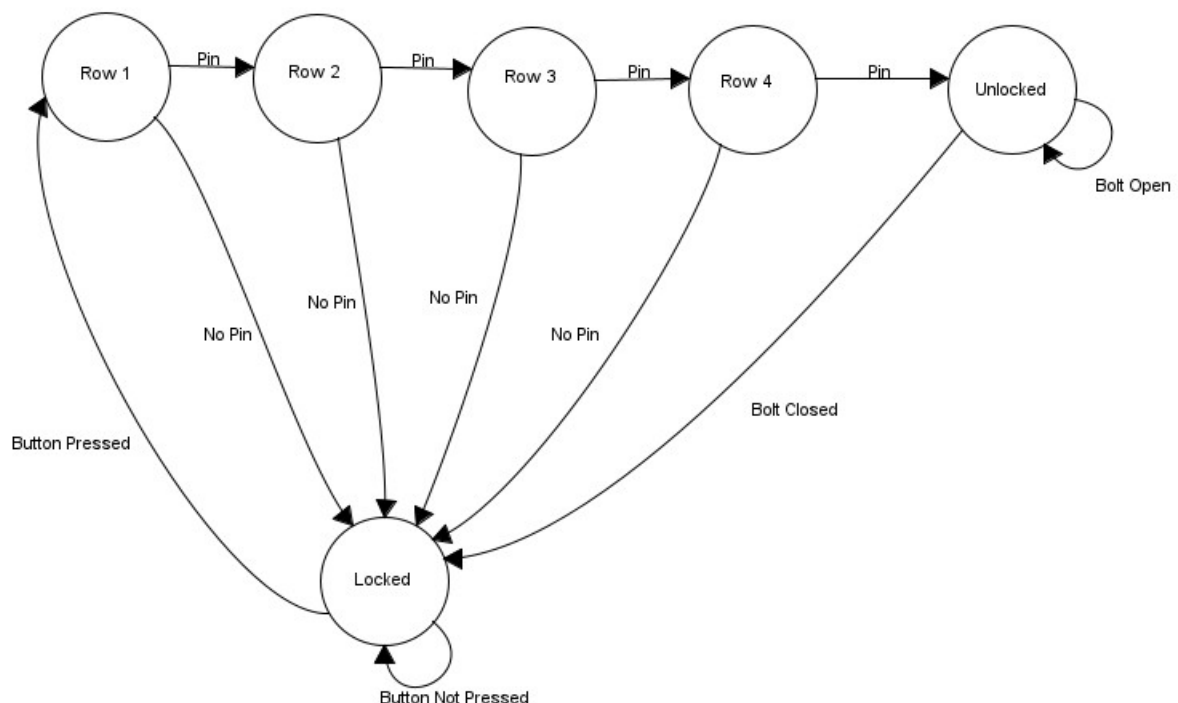 Row 1
Pin
Row 2
Pin
Row 3
Pin
Row 4
Pin
Unlocked
Bolt Open
No Pin
No Pin
No Pin
No Pin
Bolt Closed
Button Pressed
Locked
Button Not Pressed